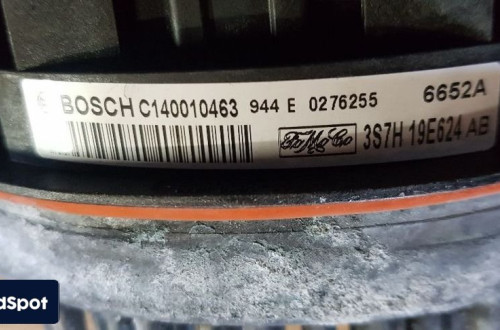 BOSCH C140010463 944 E 0276255 6652A
FoMoCo 3S7H 19E624 AB
dSpot